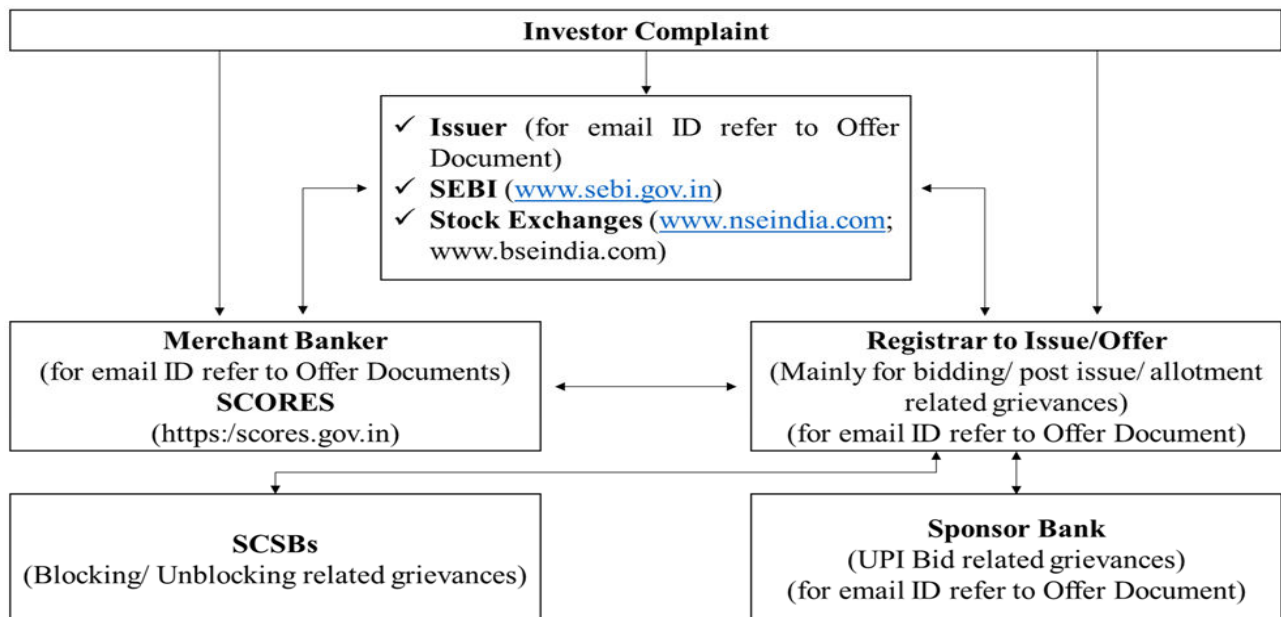 Investor Complaint
✓ Issuer (for email ID refer to Offer
Document)
✓ SEBI (www.sebi.gov.in)
✓ Stock Exchanges (www.nseindia.com;
www.bseindia.com)
Merchant Banker
(for email ID refer to Offer Documents)
SCORES
(https:/scores.gov.in)
Registrar to Issue/Offer
(Mainly for bidding/ post issue/ allotment
related grievances)
(for email ID refer to Offer Document)
SCSBs
(Blocking/ Unblocking related grievances)
Sponsor Bank
(UPI Bid related grievances)
(for email ID refer to Offer Document)